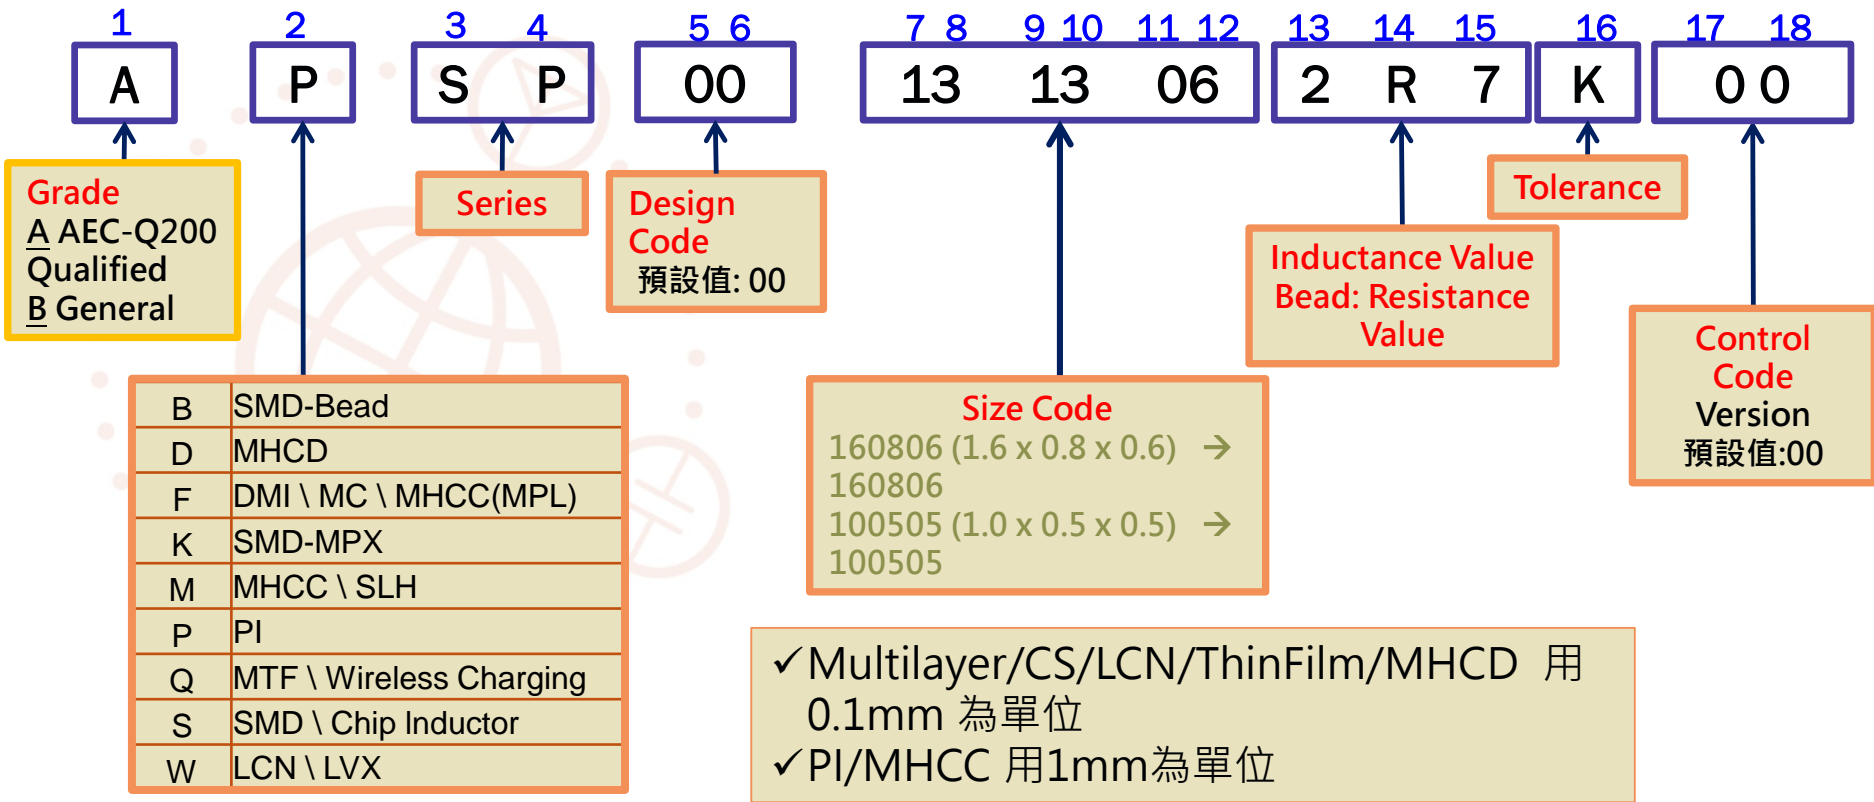 1 2 3 4 5 6 7 8 9 10 11 12 13 14 15 16 17 18
A P S P 00 13 13 06 2 R 7 K 0 0
Grade
A AEC-Q200
Qualified
B General
Series
Design
Code
預設值: 00
Tolerance
Inductance Value
Bead: Resistance
Value
Control
Code
Version
預設值:00
B SMD-Bead
D MHCD
F DMI \ MC \ MHCC(MPL)
K SMD-MPX
M MHCC \ SLH
P PI
Q MTF \ Wireless Charging
S SMD \ Chip Inductor
W LCN \ LVX
Size Code
160806 (1.6 x 0.8 x 0.6) →
160806
100505 (1.0 x 0.5 x 0.5) →
100505
✓Multilayer/CS/LCN/ThinFilm/MHCD 用
0.1mm 為單位
✓PI/MHCC 用1mm為單位